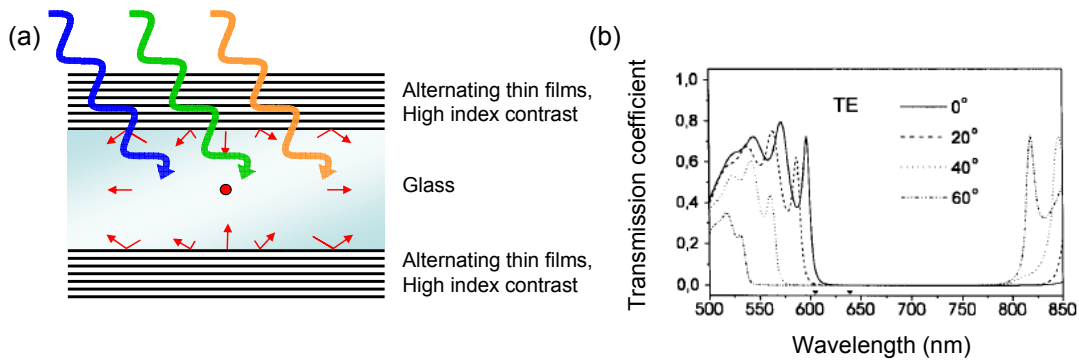 (a)
Alternating thin films,
High index contrast
Glass
Alternating thin films,
High index contrast
(b)
Transmission coefficient
1,0
0,8
0,6
0,4
0,2
0,0
TE
0°
20°
40°
60°
500 550 600 650 700 750 800 850
Wavelength (nm)